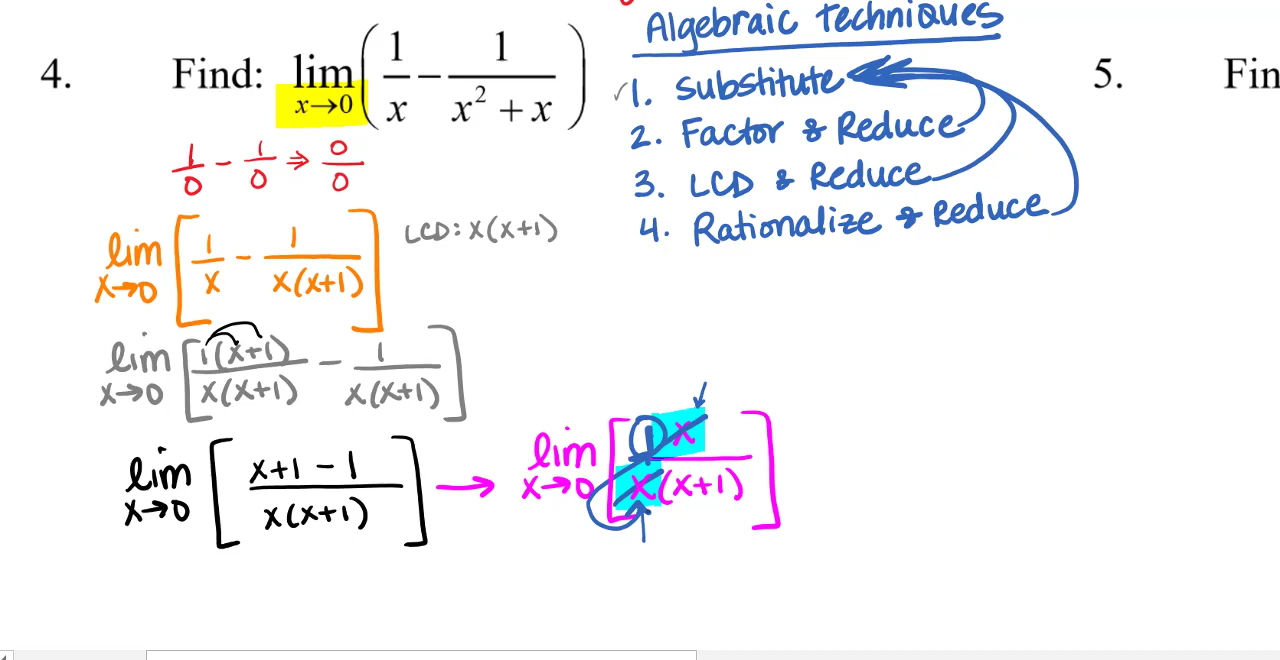 Algebraic Techniques
4. Find: lim x→0 (1/x − 1/(x² + x))
1. Substitute
2. Factor & Reduce
3. LCD & Reduce
4. Rationalize & Reduce
5. Fin
1/0 − 1/0 ⇒ 0/0
lim x→0 [1/x − 1/(x(x+1))]
LCD: x(x+1)
lim x→0 [1(x+1)/(x(x+1)) − 1/(x(x+1))]
lim x→0 [(x+1−1)/(x(x+1))] → lim x→0 [1 x/(x(x+1))]